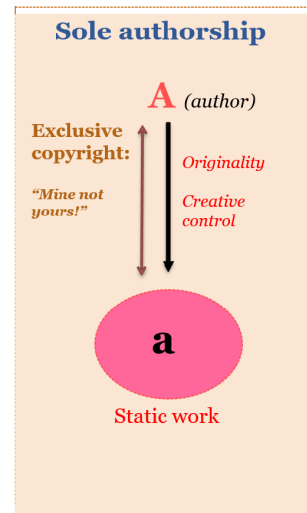 Sole authorship
A (author)
Exclusive
copyright:
“Mine not
yours!”
Originality
Creative
control
a
Static work